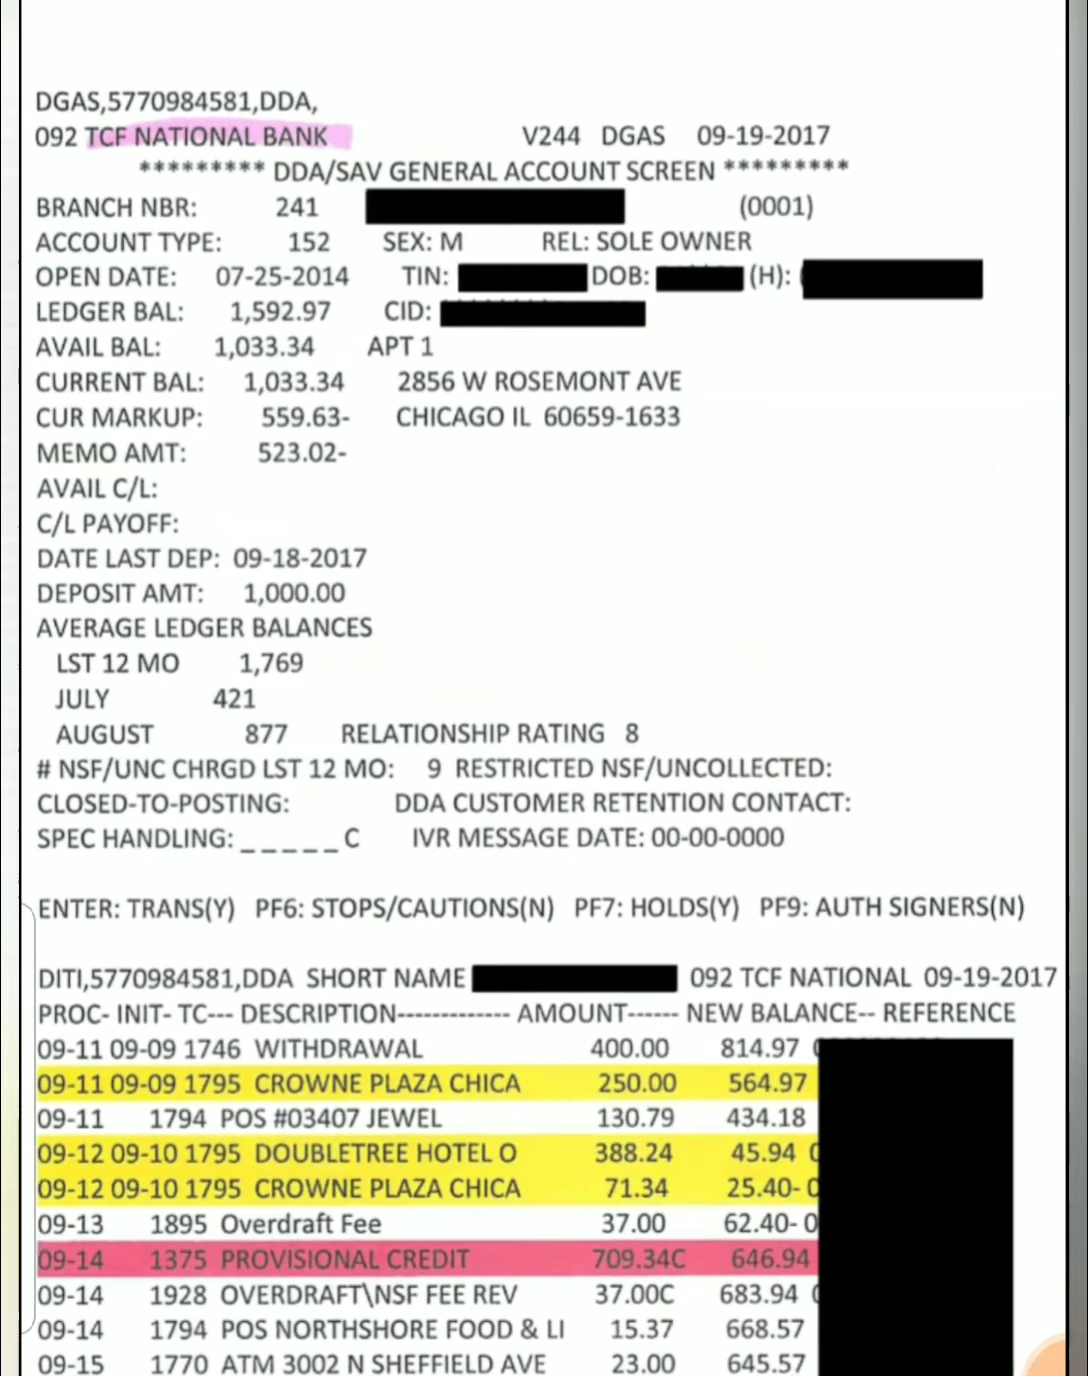 DGAS,5770984581,DDA,
092 TCF NATIONAL BANK V244 DGAS 09-19-2017
********* DDA/SAV GENERAL ACCOUNT SCREEN *********
BRANCH NBR: 241 (0001)
ACCOUNT TYPE: 152 SEX: M REL: SOLE OWNER
OPEN DATE: 07-25-2014 TIN: DOB: (H): (
LEDGER BAL: 1,592.97 CID:
AVAIL BAL: 1,033.34 APT 1
CURRENT BAL: 1,033.34 2856 W ROSEMONT AVE
CUR MARKUP: 559.63- CHICAGO IL 60659-1633
MEMO AMT: 523.02-
AVAIL C/L:
C/L PAYOFF:
DATE LAST DEP: 09-18-2017
DEPOSIT AMT: 1,000.00
AVERAGE LEDGER BALANCES
LST 12 MO 1,769
JULY 421
AUGUST 877 RELATIONSHIP RATING 8
# NSF/UNC CHRGD LST 12 MO: 9 RESTRICTED NSF/UNCOLLECTED:
CLOSED-TO-POSTING: DDA CUSTOMER RETENTION CONTACT:
SPEC HANDLING: _ _ _ _ _ C IVR MESSAGE DATE: 00-00-0000
ENTER: TRANS(Y) PF6: STOPS/CAUTIONS(N) PF7: HOLDS(Y) PF9: AUTH SIGNERS(N)
DITI,5770984581,DDA SHORT NAME 092 TCF NATIONAL 09-19-2017
PROC- INIT- TC--- DESCRIPTION------------- AMOUNT------ NEW BALANCE-- REFERENCE
09-11 09-09 1746 WITHDRAWAL 400.00 814.97
09-11 09-09 1795 CROWNE PLAZA CHICA 250.00 564.97
09-11 1794 POS #03407 JEWEL 130.79 434.18
09-12 09-10 1795 DOUBLETREE HOTEL O 388.24 45.94 0
09-12 09-10 1795 CROWNE PLAZA CHICA 71.34 25.40- 0
09-13 1895 Overdraft Fee 37.00 62.40- 0
09-14 1375 PROVISIONAL CREDIT 709.34C 646.94
09-14 1928 OVERDRAFT\NSF FEE REV 37.00C 683.94
09-14 1794 POS NORTHSHORE FOOD & LI 15.37 668.57
09-15 1770 ATM 3002 N SHEFFIELD AVE 23.00 645.57